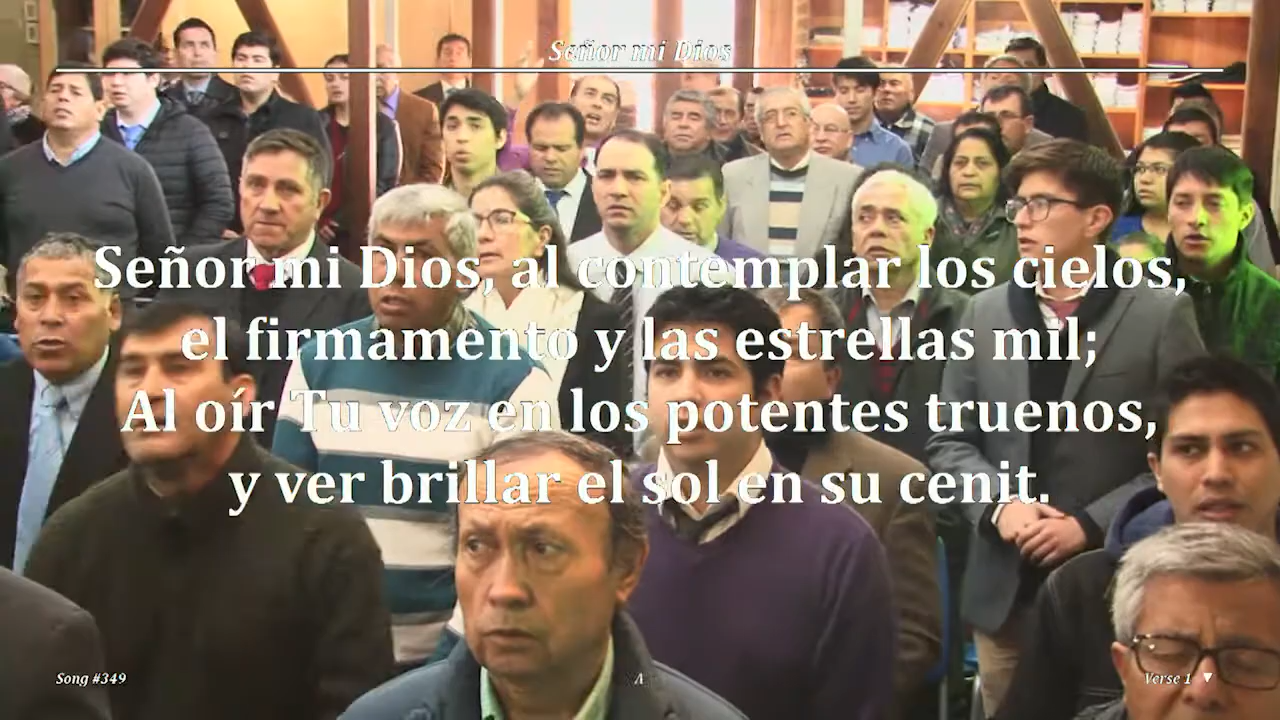 Señor mi Dios
Señor mi Dios, al contemplar los cielos,
el firmamento y las estrellas mil;
Al oír Tu voz en los potentes truenos,
y ver brillar el sol en su cenit.
Song #349
A
Verse 1 ▼